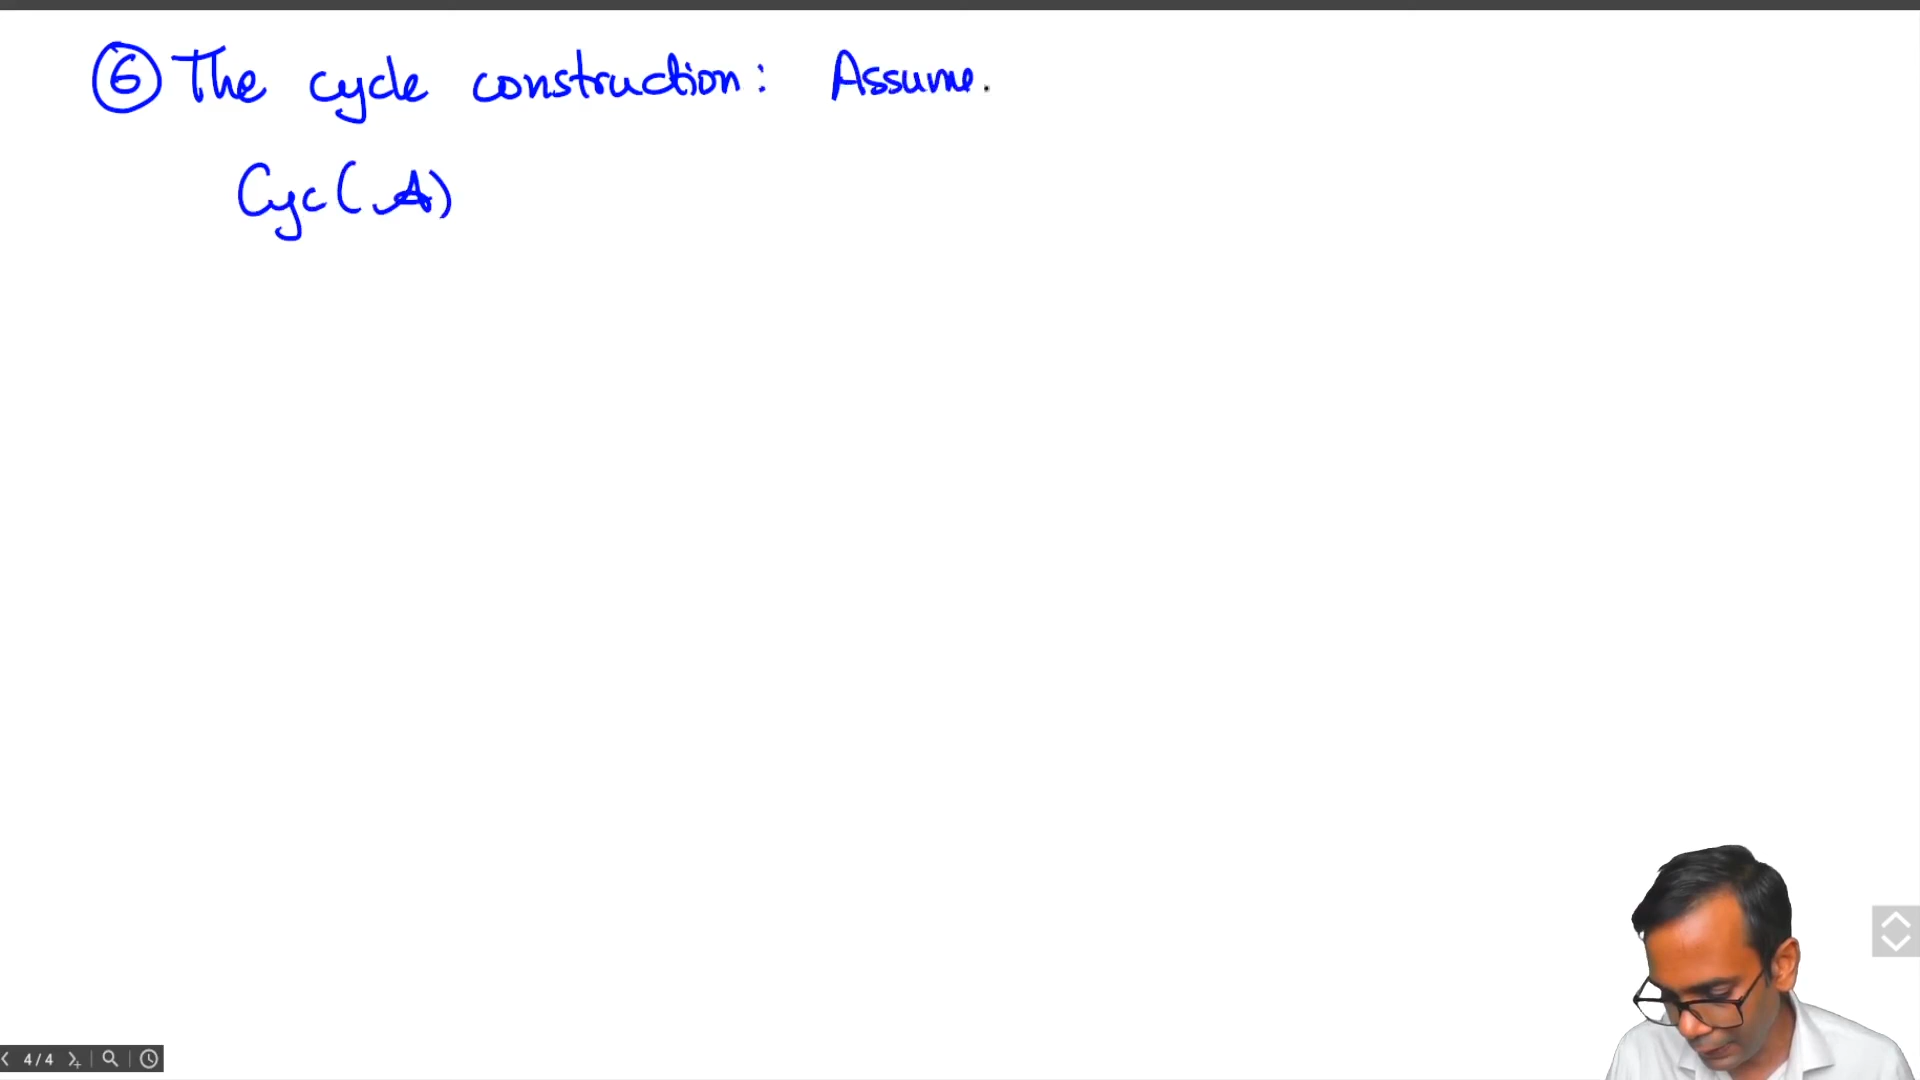 ⑥ The cycle construction: Assume.
Cyc(A)
4/4